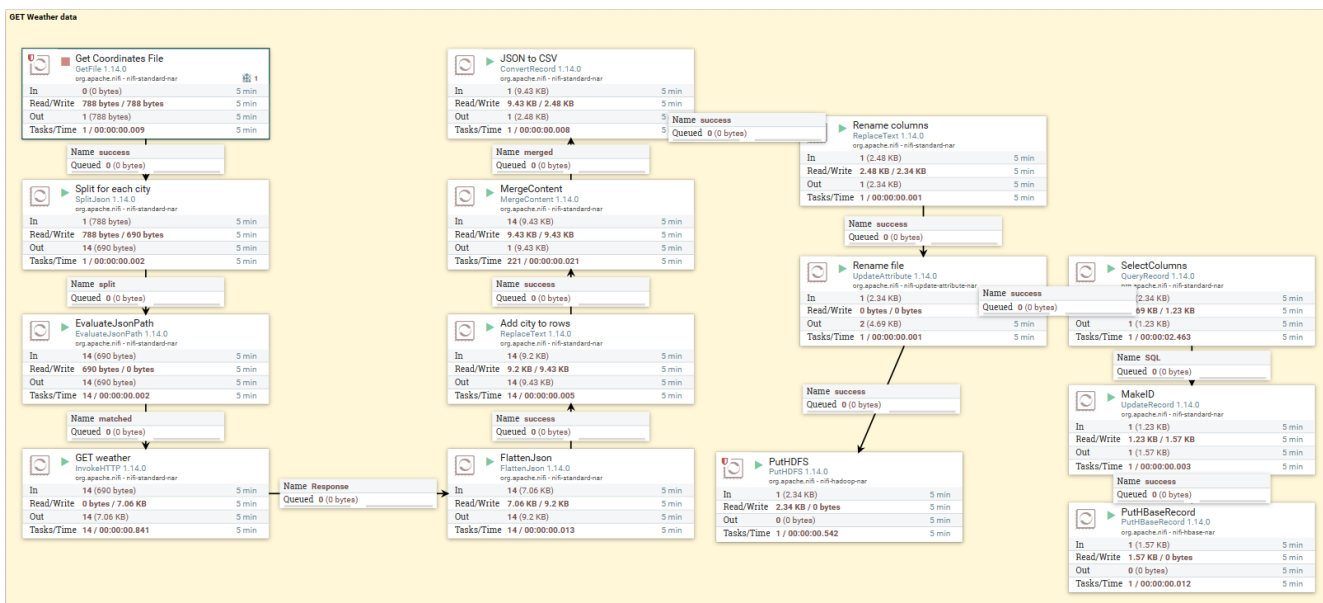 GET Weather data
Get Coordinates File
GetFile 1.14.0
org.apache.nifi - nifi-standard-nar
1
In 0 (0 bytes) 5 min
Read/Write 788 bytes / 788 bytes 5 min
Out 1 (788 bytes) 5 min
Tasks/Time 1 / 00:00:00.009 5 min
Name success
Queued 0 (0 bytes)
Split for each city
SplitJson 1.14.0
org.apache.nifi - nifi-standard-nar
In 1 (788 bytes) 5 min
Read/Write 788 bytes / 690 bytes 5 min
Out 14 (690 bytes) 5 min
Tasks/Time 1 / 00:00:00.002 5 min
Name split
Queued 0 (0 bytes)
EvaluateJsonPath
EvaluateJsonPath 1.14.0
org.apache.nifi - nifi-standard-nar
In 14 (690 bytes) 5 min
Read/Write 690 bytes / 0 bytes 5 min
Out 14 (690 bytes) 5 min
Tasks/Time 14 / 00:00:00.002 5 min
Name matched
Queued 0 (0 bytes)
GET weather
InvokeHTTP 1.14.0
org.apache.nifi - nifi-standard-nar
In 14 (690 bytes) 5 min
Read/Write 0 bytes / 7.06 KB 5 min
Out 14 (7.06 KB) 5 min
Tasks/Time 14 / 00:00:00.841 5 min
Name Response
Queued 0 (0 bytes)
JSON to CSV
ConvertRecord 1.14.0
org.apache.nifi - nifi-standard-nar
In 1 (9.43 KB) 5 min
Read/Write 9.43 KB / 2.48 KB 5 min
Out 1 (2.48 KB) 5
Tasks/Time 1 / 00:00:00.008 5
Name merged
Queued 0 (0 bytes)
MergeContent
MergeContent 1.14.0
org.apache.nifi - nifi-standard-nar
In 14 (9.43 KB) 5 min
Read/Write 9.43 KB / 9.43 KB 5 min
Out 1 (9.43 KB) 5 min
Tasks/Time 221 / 00:00:00.021 5 min
Name success
Queued 0 (0 bytes)
Add city to rows
ReplaceText 1.14.0
org.apache.nifi - nifi-standard-nar
In 14 (9.2 KB) 5 min
Read/Write 9.2 KB / 9.43 KB 5 min
Out 14 (9.43 KB) 5 min
Tasks/Time 14 / 00:00:00.005 5 min
Name success
Queued 0 (0 bytes)
FlattenJson
FlattenJson 1.14.0
org.apache.nifi - nifi-standard-nar
In 14 (7.06 KB) 5 min
Read/Write 7.06 KB / 9.2 KB 5 min
Out 14 (9.2 KB) 5 min
Tasks/Time 14 / 00:00:00.013 5 min
Name success
Queued 0 (0 bytes)
Rename columns
ReplaceText 1.14.0
org.apache.nifi - nifi-standard-nar
In 1 (2.48 KB) 5 min
Read/Write 2.48 KB / 2.34 KB 5 min
Out 1 (2.34 KB) 5 min
Tasks/Time 1 / 00:00:00.001 5 min
Name success
Queued 0 (0 bytes)
Rename file
UpdateAttribute 1.14.0
org.apache.nifi - nifi-update-attribute-nar
In 1 (2.34 KB)
Read/Write 0 bytes / 0 bytes
Out 2 (4.69 KB) 5 min
Tasks/Time 1 / 00:00:00.001 5 min
Name success
Queued 0 (0 bytes)
Name success
Queued 0 (0 bytes)
PutHDFS
PutHDFS 1.14.0
org.apache.nifi - nifi-hadoop-nar
In 1 (2.34 KB) 5 min
Read/Write 2.34 KB / 0 bytes 5 min
Out 0 (0 bytes) 5 min
Tasks/Time 1 / 00:00:00.542 5 min
SelectColumns
QueryRecord 1.14.0
org.apache.nifi - nifi-standard-nar
2.34 KB) 5 min
69 KB / 1.23 KB 5 min
Out 1 (1.23 KB) 5 min
Tasks/Time 1 / 00:00:02.463 5 min
Name SQL
Queued 0 (0 bytes)
MakeID
UpdateRecord 1.14.0
org.apache.nifi - nifi-standard-nar
In 1 (1.23 KB) 5 min
Read/Write 1.23 KB / 1.57 KB 5 min
Out 1 (1.57 KB) 5 min
Tasks/Time 1 / 00:00:00.003 5 min
Name success
Queued 0 (0 bytes)
PutHBaseRecord
PutHBaseRecord 1.14.0
org.apache.nifi - nifi-hbase-nar
In 1 (1.57 KB) 5 min
Read/Write 1.57 KB / 0 bytes 5 min
Out 0 (0 bytes) 5 min
Tasks/Time 1 / 00:00:00.012 5 min